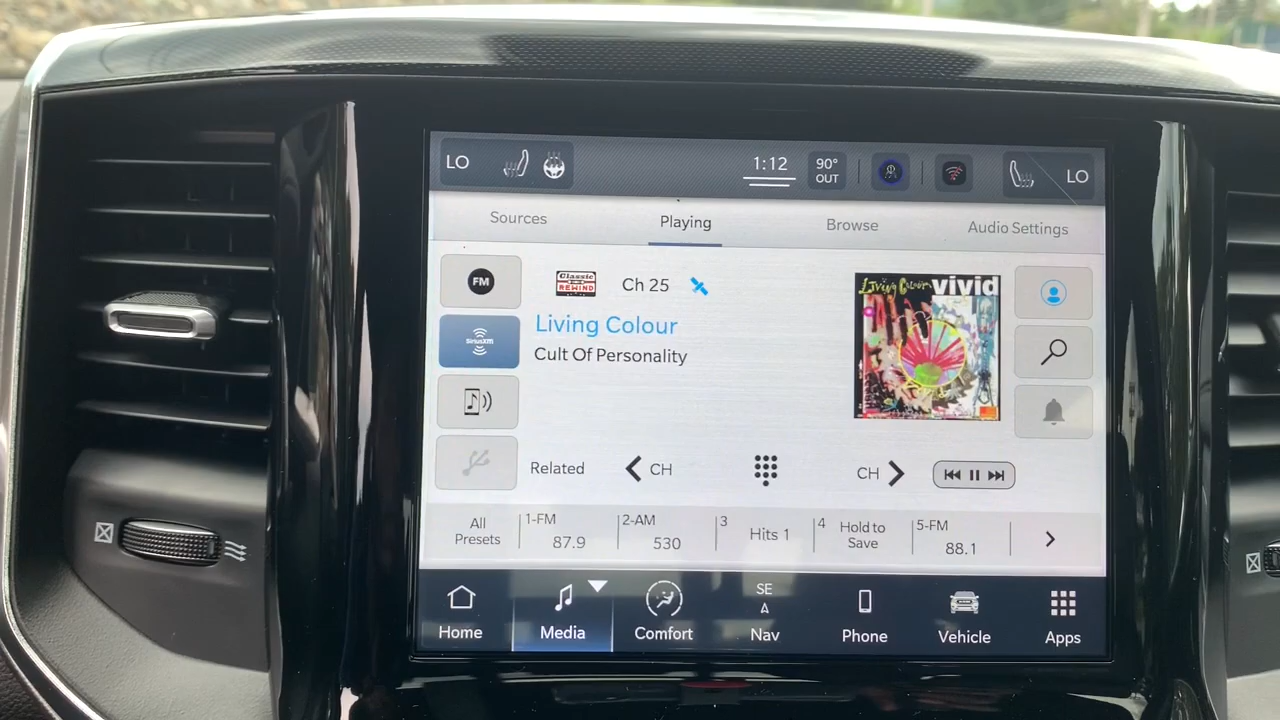 LO
1:12
90°
OUT
LO
Sources
Playing
Browse
Audio Settings
FM
Classic
REWIND
Ch 25
Living Colour
vivid
SiriusXM
Living Colour
Cult Of Personality
Related
CH
CH
All
Presets
1-FM
87.9
2-AM
530
3
Hits 1
4
Hold to
Save
5-FM
88.1
Home
Media
Comfort
SE
Nav
Phone
Vehicle
Apps